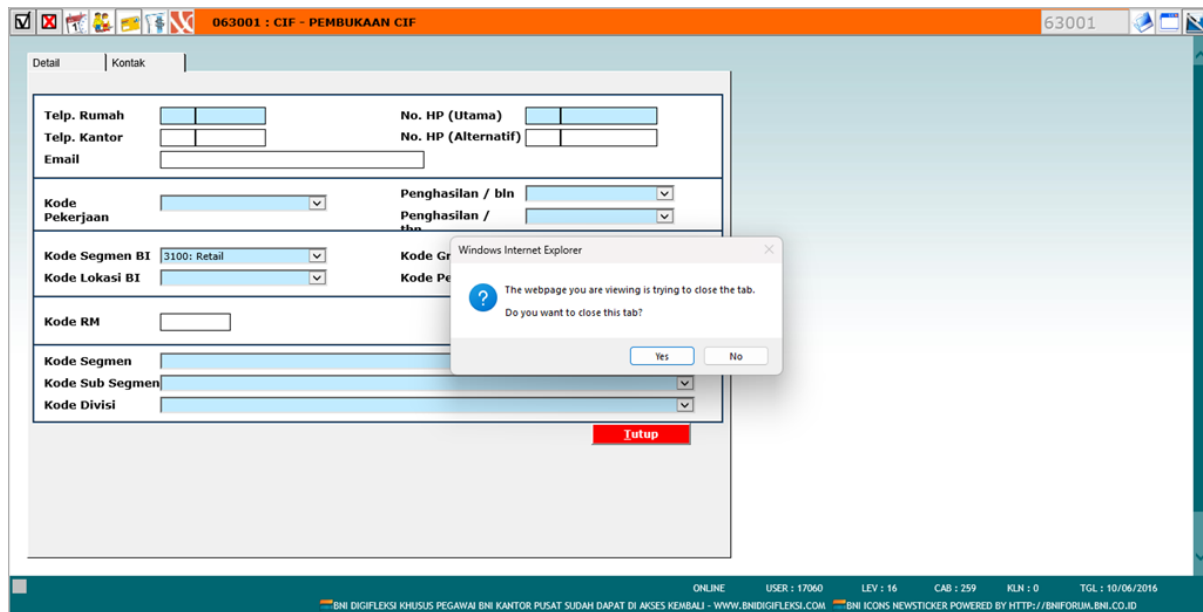 063001 : CIF - PEMBUKAAN CIF 63001
Detail Kontak
Telp. Rumah No. HP (Utama)
Telp. Kantor No. HP (Alternatif)
Email
Kode Pekerjaan Penghasilan / bln
Penghasilan / thn
Kode Segmen BI 3100: Retail Kode Gr
Kode Lokasi BI Kode Pe
Windows Internet Explorer
The webpage you are viewing is trying to close the tab.
Do you want to close this tab?
Yes No
Kode RM
Kode Segmen
Kode Sub Segmen
Kode Divisi
Tutup
ONLINE USER : 17060 LEV : 16 CAB : 259 KLN : 0 TGL : 10/06/2016
BNI DIGIFLEKSI KHUSUS PEGAWAI BNI KANTOR PUSAT SUDAH DAPAT DI AKSES KEMBALI - WWW.BNIDIGIFLEKSI.COM BNI ICONS NEWSTICKER POWERED BY HTTP://BNIFORUM.BNI.CO.ID